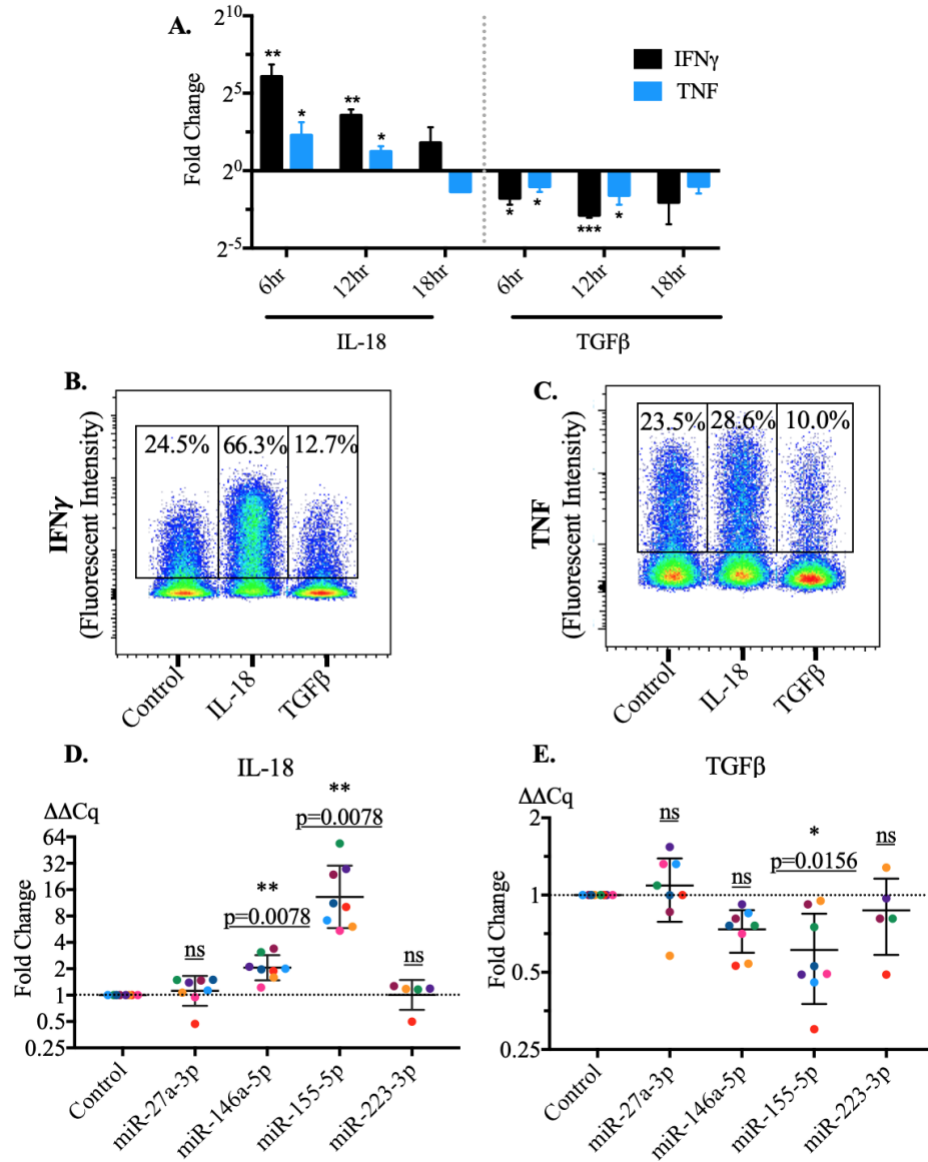 A.
Fold Change
2^10
2^5
2^0
2^-5
** * ** * * * *** *
IFNγ
TNF
6hr 12hr 18hr 6hr 12hr 18hr
IL-18 TGFβ
B.
IFNγ
(Fluorescent Intensity)
24.5% 66.3% 12.7%
Control IL-18 TGFβ
C.
TNF
(Fluorescent Intensity)
23.5% 28.6% 10.0%
Control IL-18 TGFβ
D.
IL-18
ΔΔCq
Fold Change
64
32
16
8
4
2
1
0.5
0.25
ns
**
p=0.0078
**
p=0.0078
ns
Control miR-27a-3p miR-146a-5p miR-155-5p miR-223-3p
E.
TGFβ
ΔΔCq
Fold Change
2
1
0.5
0.25
ns
ns
*
p=0.0156
ns
Control miR-27a-3p miR-146a-5p miR-155-5p miR-223-3p